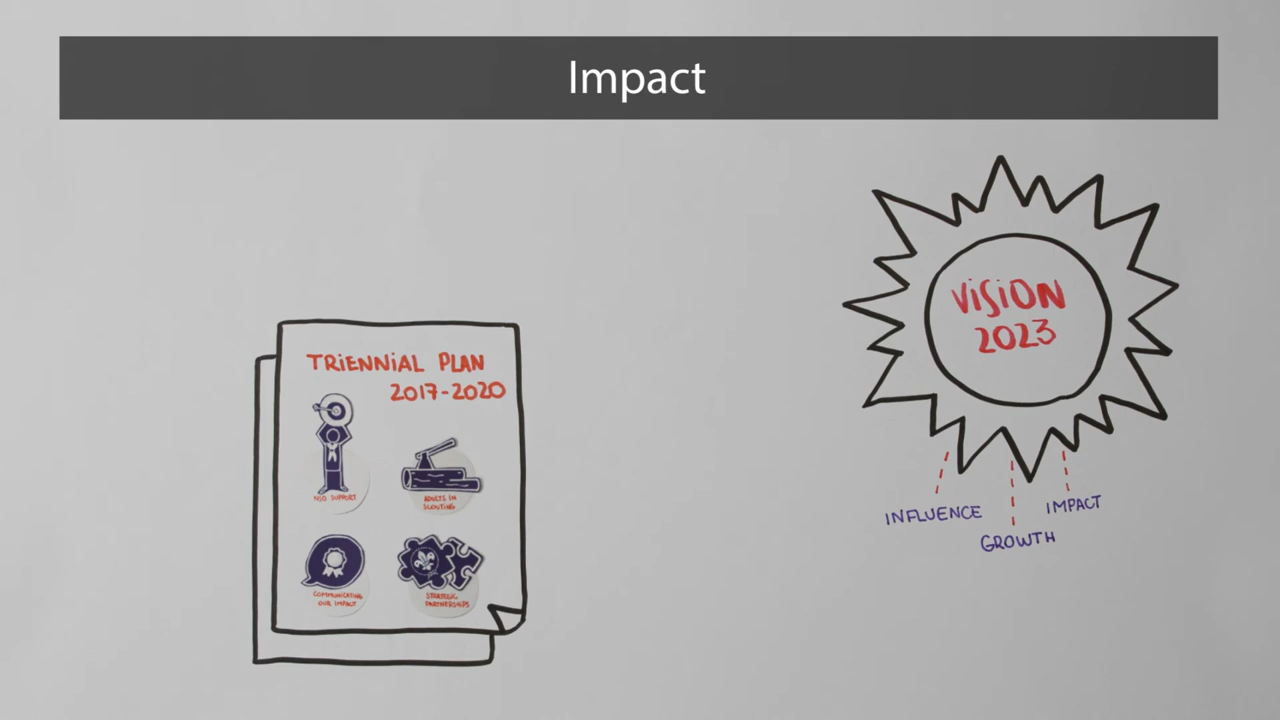 Impact
TRiENNiAL PLAN
2017-2020
NSO SUPPORT
ADULTS IN
SCOUTING
COMMUNICATING
OUR IMPACT
STRATEGIC
PARTNERSHIPS
ViSiON
2023
INFLUENCE
IMPACT
GROWTH